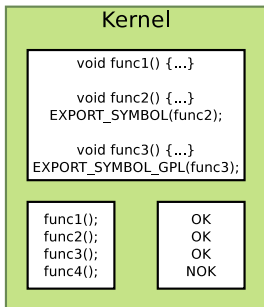 Kernel
void func1() {...}
void func2() {...}
EXPORT_SYMBOL(func2);
void func3() {...}
EXPORT_SYMBOL_GPL(func3);
func1();
func2();
func3();
func4();
OK
OK
OK
NOK